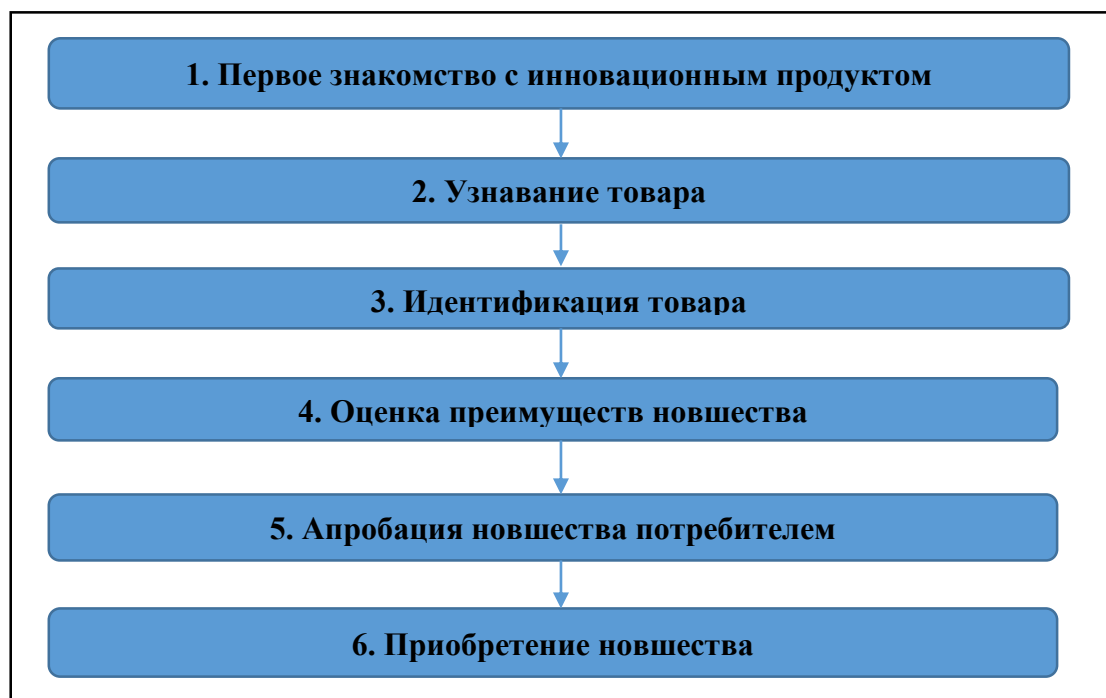 1. Первое знакомство с инновационным продуктом
2. Узнавание товара
3. Идентификация товара
4. Оценка преимуществ новшества
5. Апробация новшества потребителем
6. Приобретение новшества